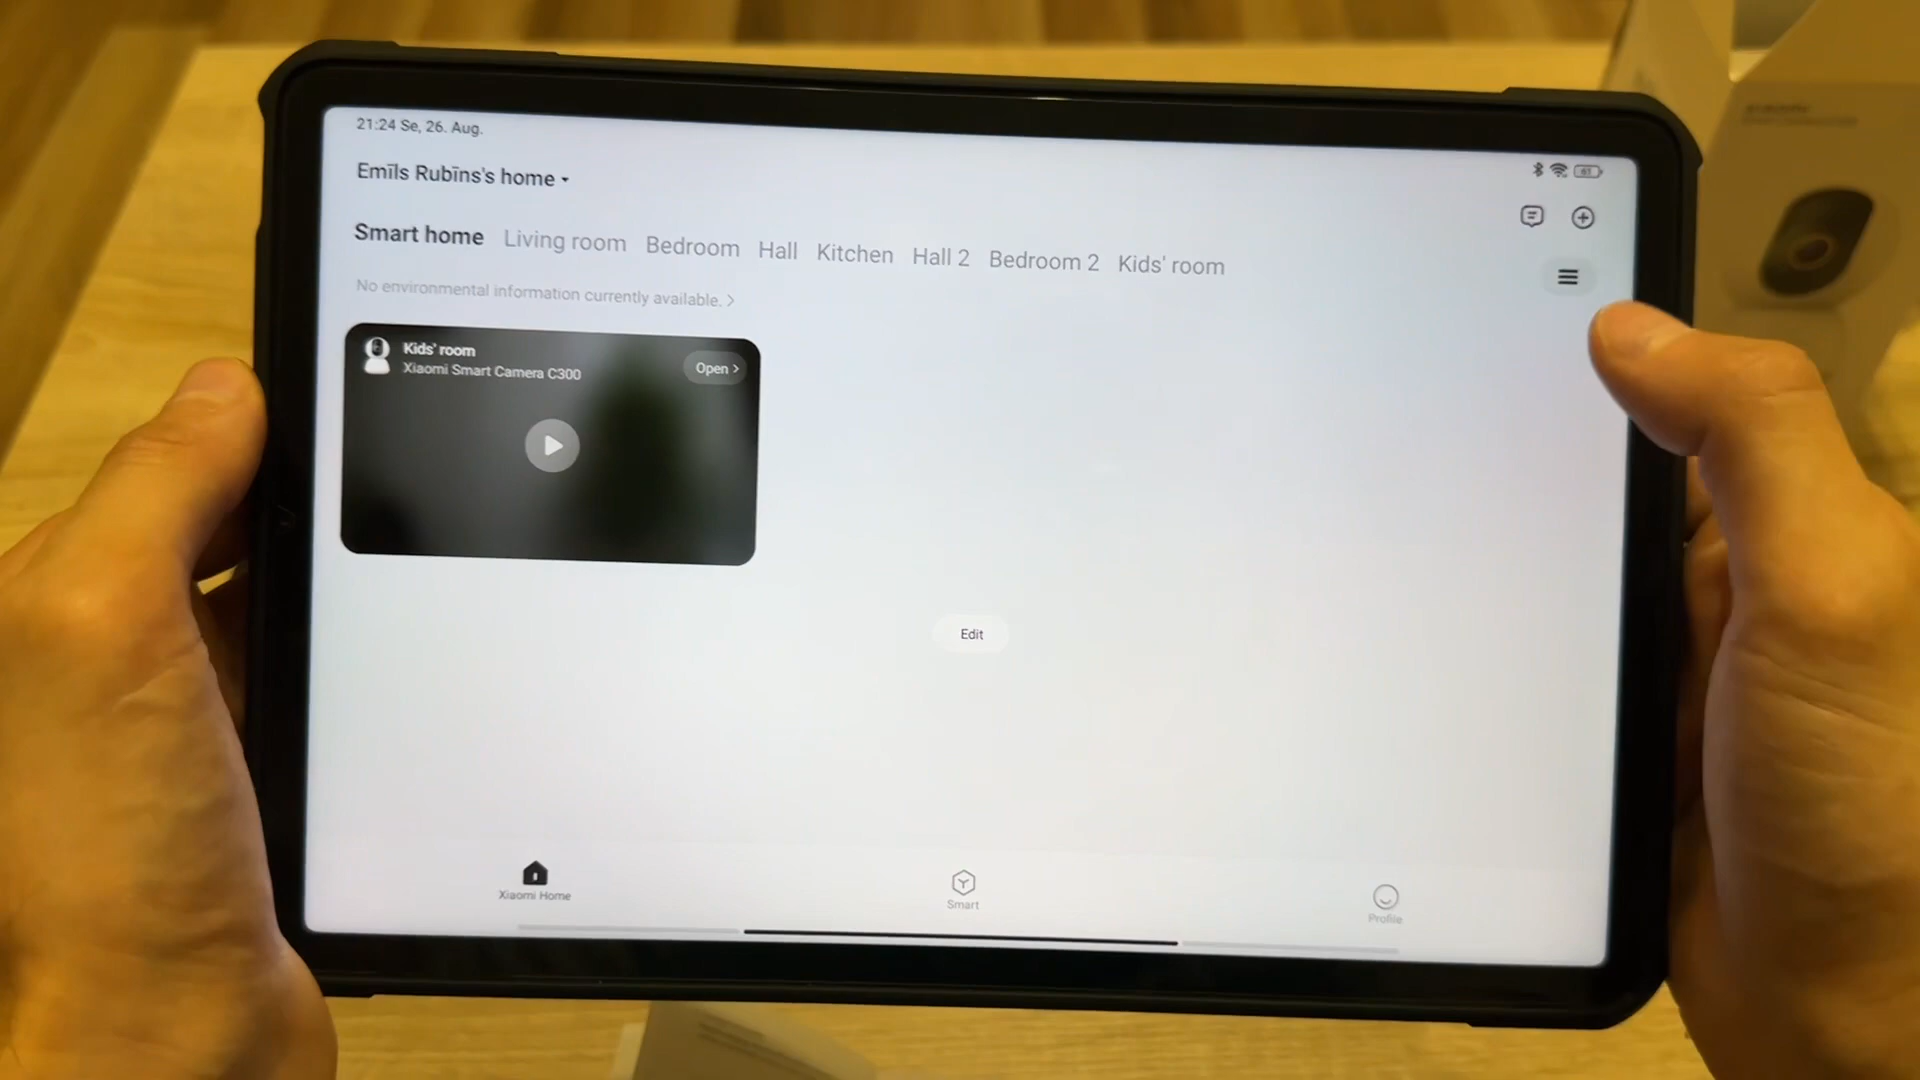 21:24 Se, 26. Aug.
61
Emīls Rubīns's home
Smart home Living room Bedroom Hall Kitchen Hall 2 Bedroom 2 Kids' room
No environmental information currently available. >
Kids' room
Xiaomi Smart Camera C300
Open >
Edit
Xiaomi Home
Smart
Profile